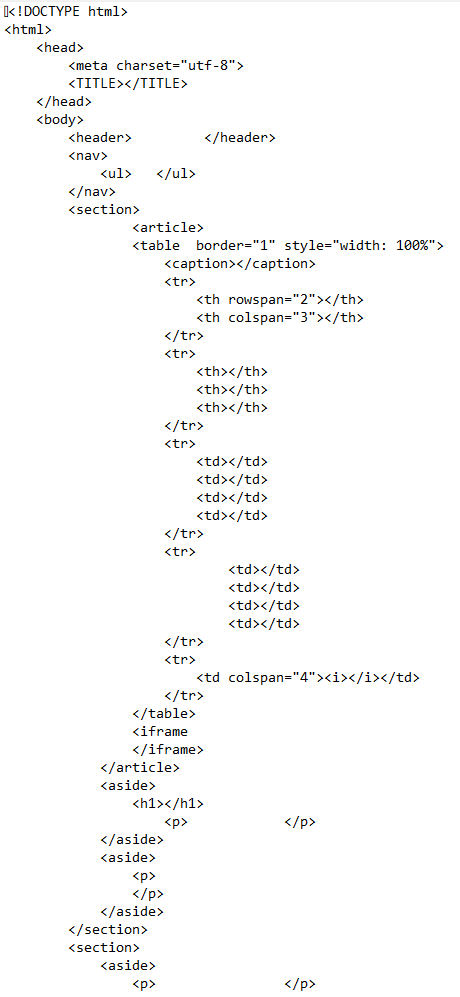 <!DOCTYPE html>
<html>
    <head>
        <meta charset="utf-8">
        <TITLE></TITLE>
    </head>
    <body>
        <header>         </header>
        <nav>
            <ul>   </ul>
        </nav>
        <section>
                <article>
                <table  border="1" style="width: 100%">
                    <caption></caption>
                    <tr>
                        <th rowspan="2"></th>
                        <th colspan="3"></th>
                    </tr>
                    <tr>
                        <th></th>
                        <th></th>
                        <th></th>
                    </tr>
                    <tr>
                        <td></td>
                        <td></td>
                        <td></td>
                        <td></td>
                    </tr>
                    <tr>
                            <td></td>
                            <td></td>
                            <td></td>
                            <td></td>
                    </tr>
                    <tr>
                        <td colspan="4"><i></i></td>
                    </tr>
                </table>
                <iframe
                </iframe>
            </article>
            <aside>
                <h1></h1>
                    <p>            </p>
            </aside>
            <aside>
                <p>
                </p>
            </aside>
        </section>
        <section>
            <aside>
                <p>                </p>